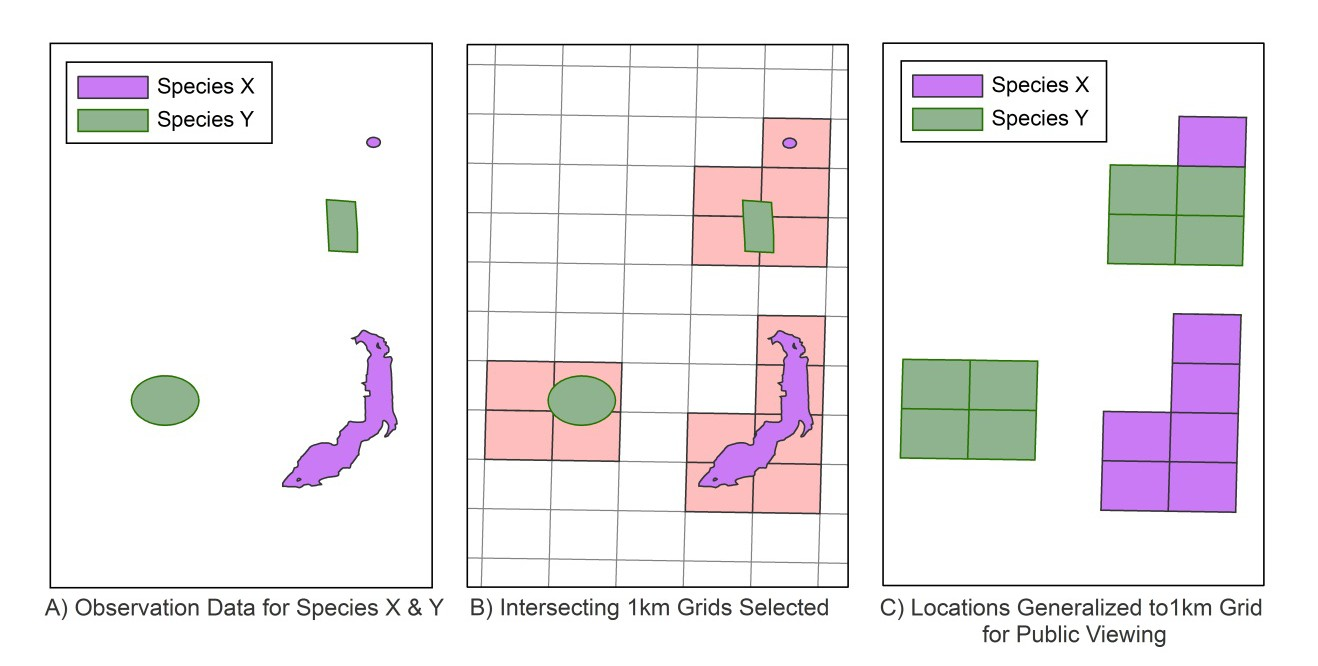 Species X
Species Y
Species X
Species Y
A) Observation Data for Species X & Y
B) Intersecting 1km Grids Selected
C) Locations Generalized to1km Grid
for Public Viewing